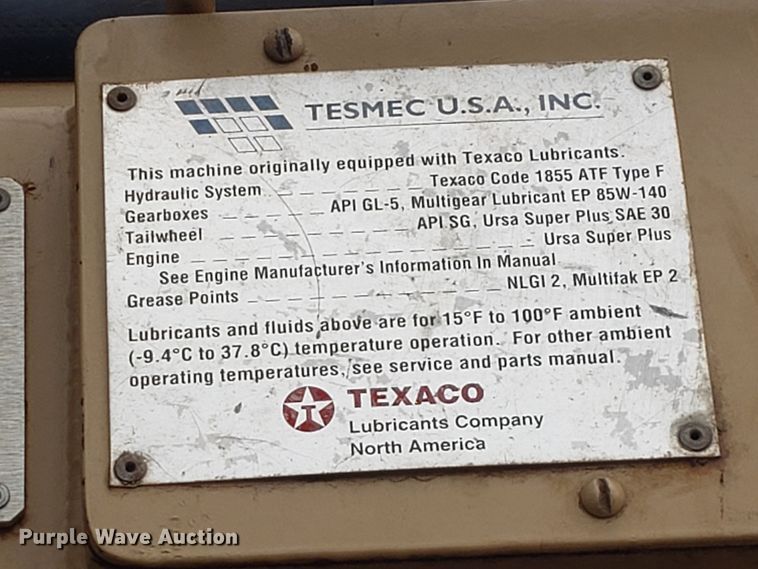 TESMEC U.S.A., INC.
This machine originally equipped with Texaco Lubricants.
Hydraulic System _ _ _ _ _ _ _ _ Texaco Code 1855 ATF Type F
Gearboxes _ _ _ _ _ _ API GL-5, Multigear Lubricant EP 85W-140
Tailwheel _ _ _ _ _ _ _ _ _ _ API SG, Ursa Super Plus SAE 30
Engine _ _ _ _ _ _ _ _ _ _ _ _ _ _ _ _ _ _ Ursa Super Plus
See Engine Manufacturer's Information In Manual
Grease Points _ _ _ _ _ _ _ _ _ _ _ _ NLGI 2, Multifak EP 2
Lubricants and fluids above are for 15°F to 100°F ambient
(-9.4°C to 37.8°C) temperature operation. For other ambient
operating temperatures, see service and parts manual.
T TEXACO
Lubricants Company
North America
Purple Wave Auction